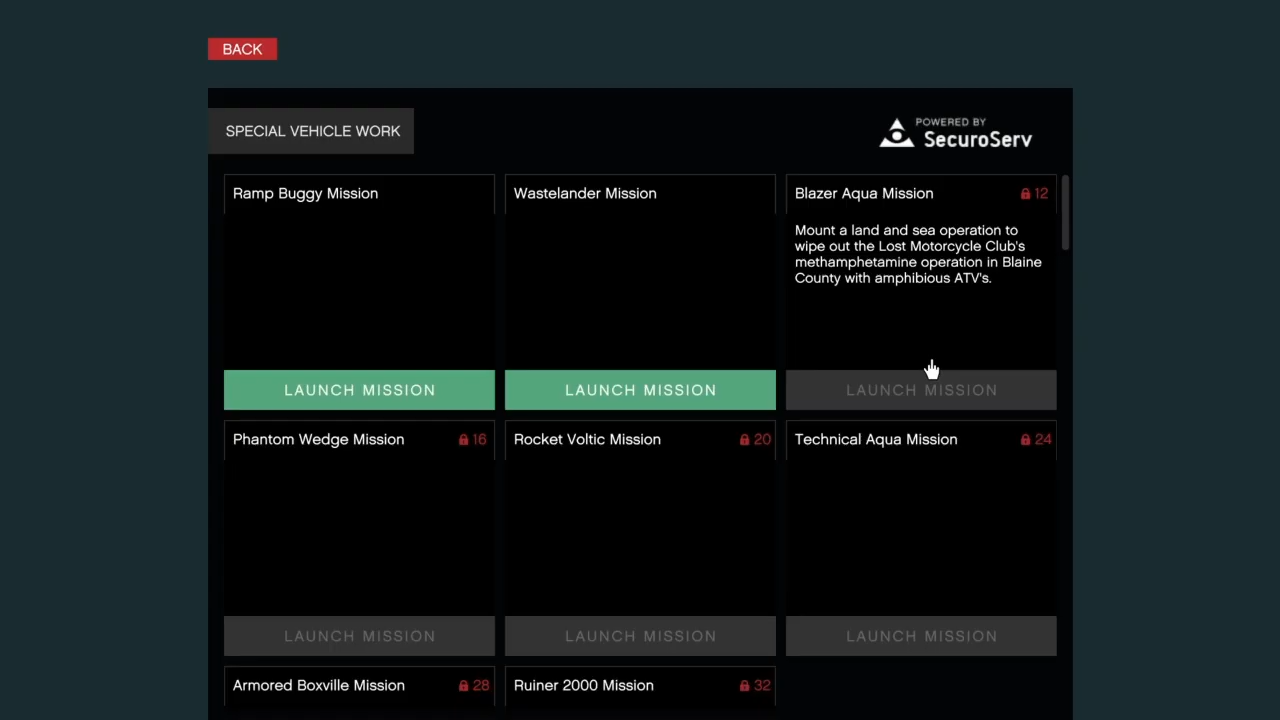 BACK
SPECIAL VEHICLE WORK
POWERED BY
SecuroServ
Ramp Buggy Mission
Wastelander Mission
Blazer Aqua Mission 12
Mount a land and sea operation to
wipe out the Lost Motorcycle Club's
methamphetamine operation in Blaine
County with amphibious ATV's.
LAUNCH MISSION
LAUNCH MISSION
LAUNCH MISSION
Phantom Wedge Mission 16
Rocket Voltic Mission 20
Technical Aqua Mission 24
LAUNCH MISSION
LAUNCH MISSION
LAUNCH MISSION
Armored Boxville Mission 28
Ruiner 2000 Mission 32